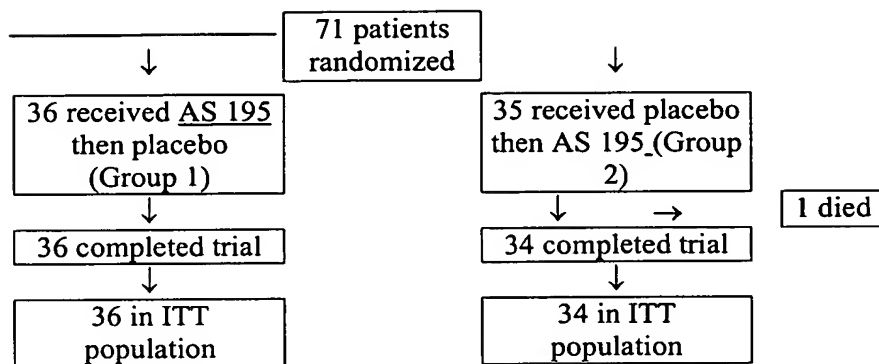 71 patients
randomized
36 received AS 195
then placebo
(Group 1)
35 received placebo
then AS 195 (Group
2)
1 died
36 completed trial
34 completed trial
36 in ITT
population
34 in ITT
population